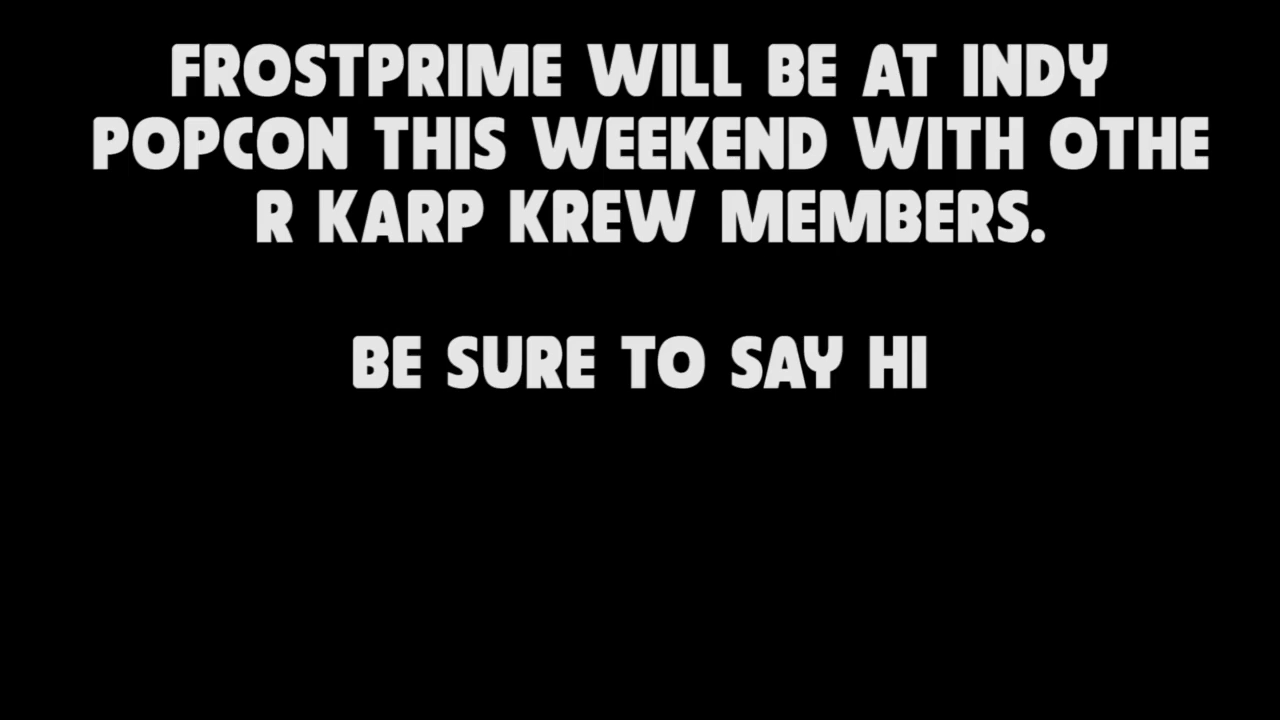 FROSTPRIME WILL BE AT INDY
POPCON THIS WEEKEND WITH OTHE
R KARP KREW MEMBERS.
BE SURE TO SAY HI